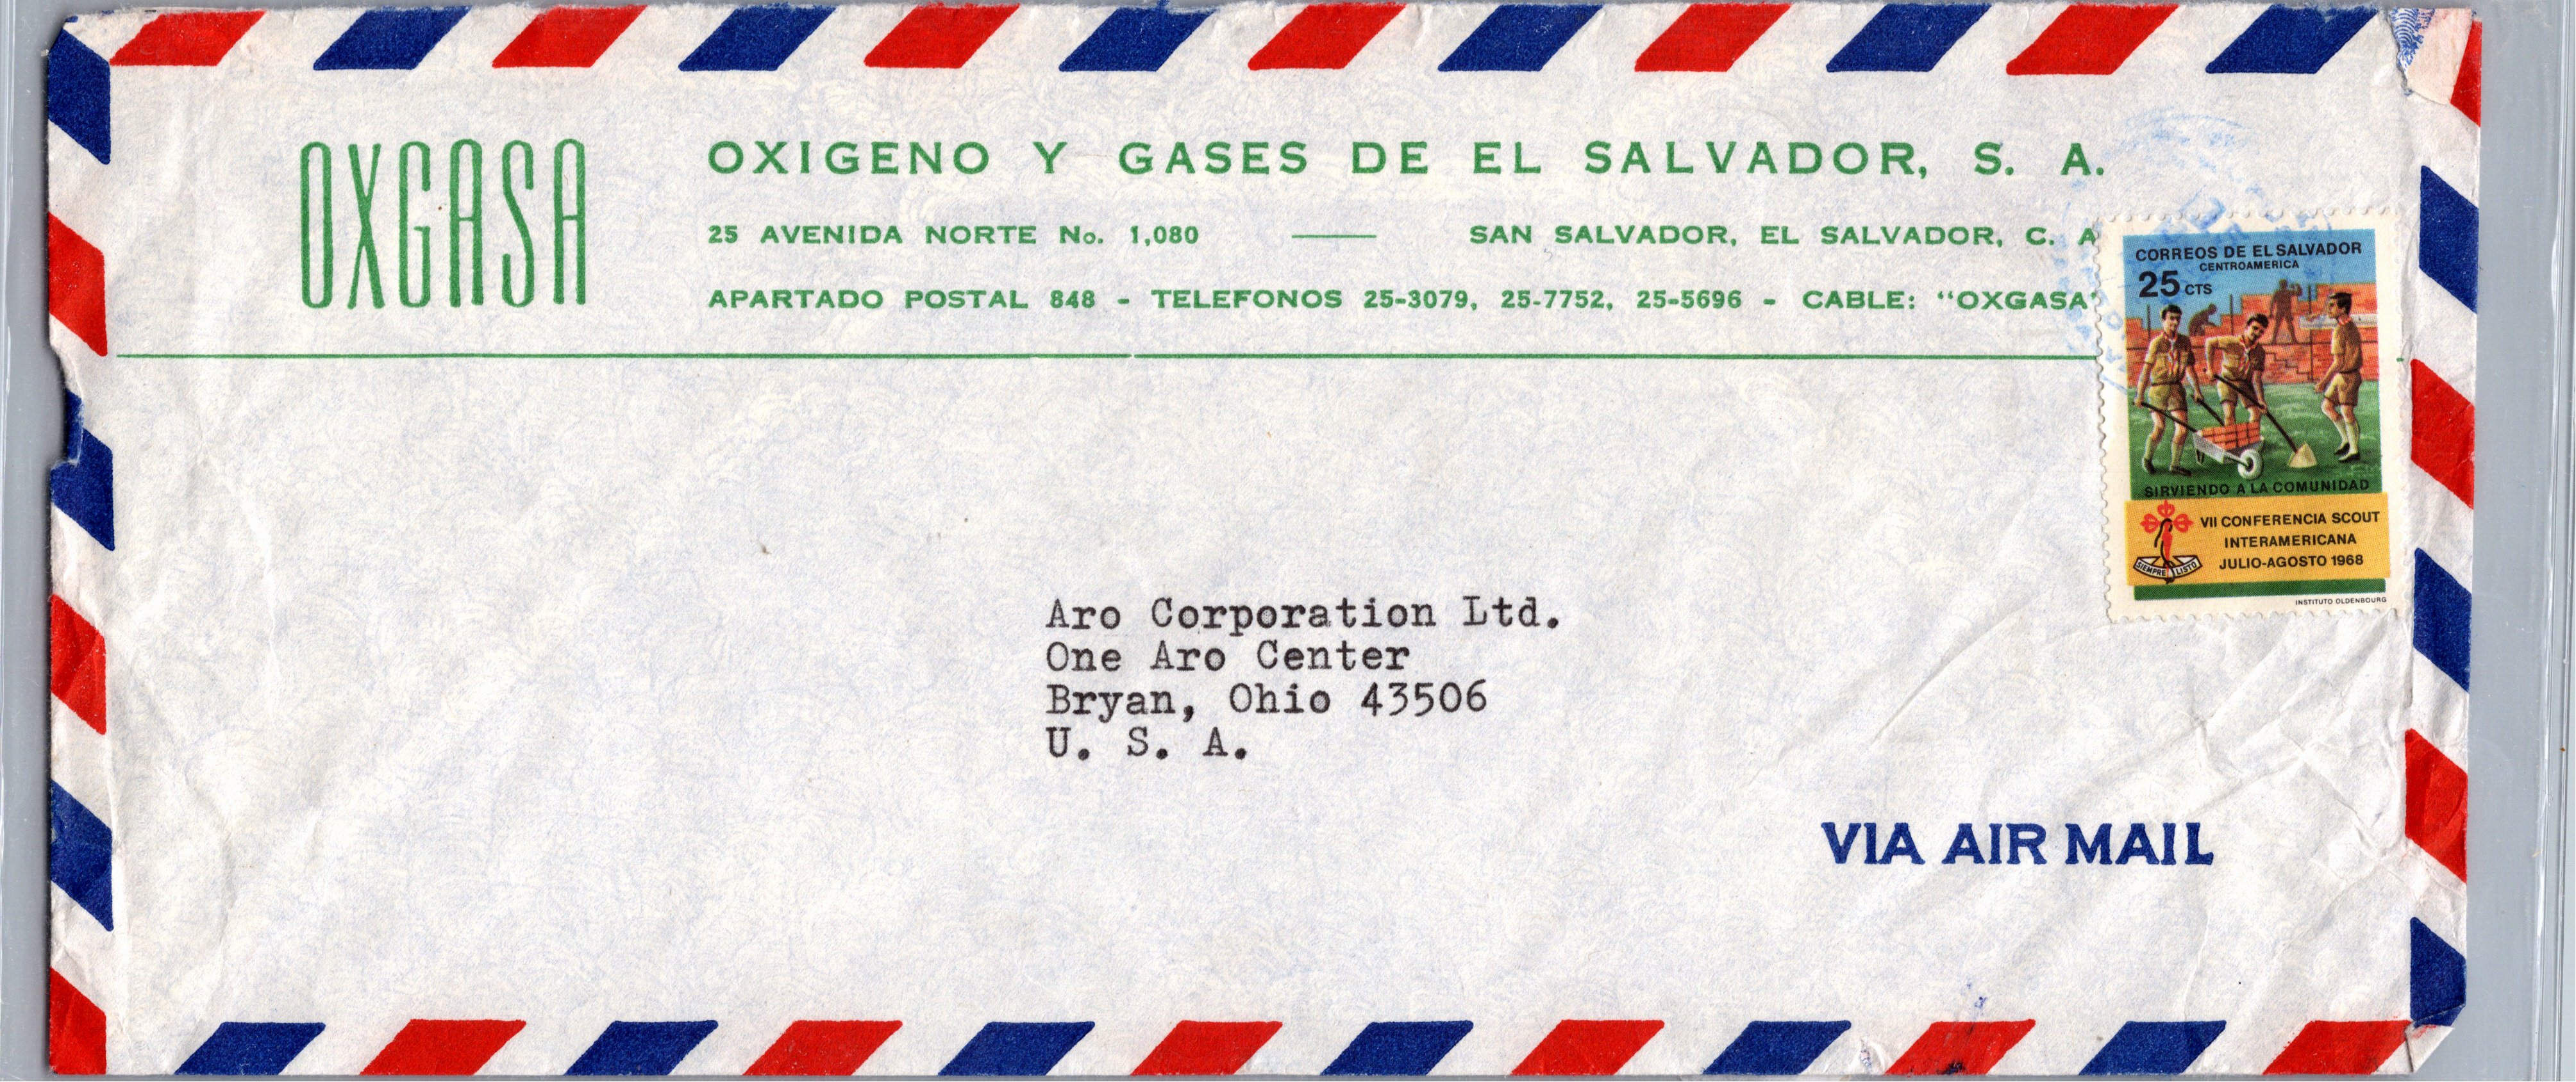 OXGASA
OXIGENO Y GASES DE EL SALVADOR, S. A.
25 AVENIDA NORTE No. 1,080 —— SAN SALVADOR, EL SALVADOR, C. A
APARTADO POSTAL 848 - TELEFONOS 25-3079, 25-7752, 25-5696 - CABLE: "OXGASA"
CORREOS DE EL SALVADOR
CENTROAMERICA
25 CTS
SIRVIENDO A LA COMUNIDAD
VII CONFERENCIA SCOUT
INTERAMERICANA
JULIO-AGOSTO 1968
SIEMPRE LISTO
INSTITUTO OLDENBOURG
Aro Corporation Ltd.
One Aro Center
Bryan, Ohio 43506
U. S. A.
VIA AIR MAIL